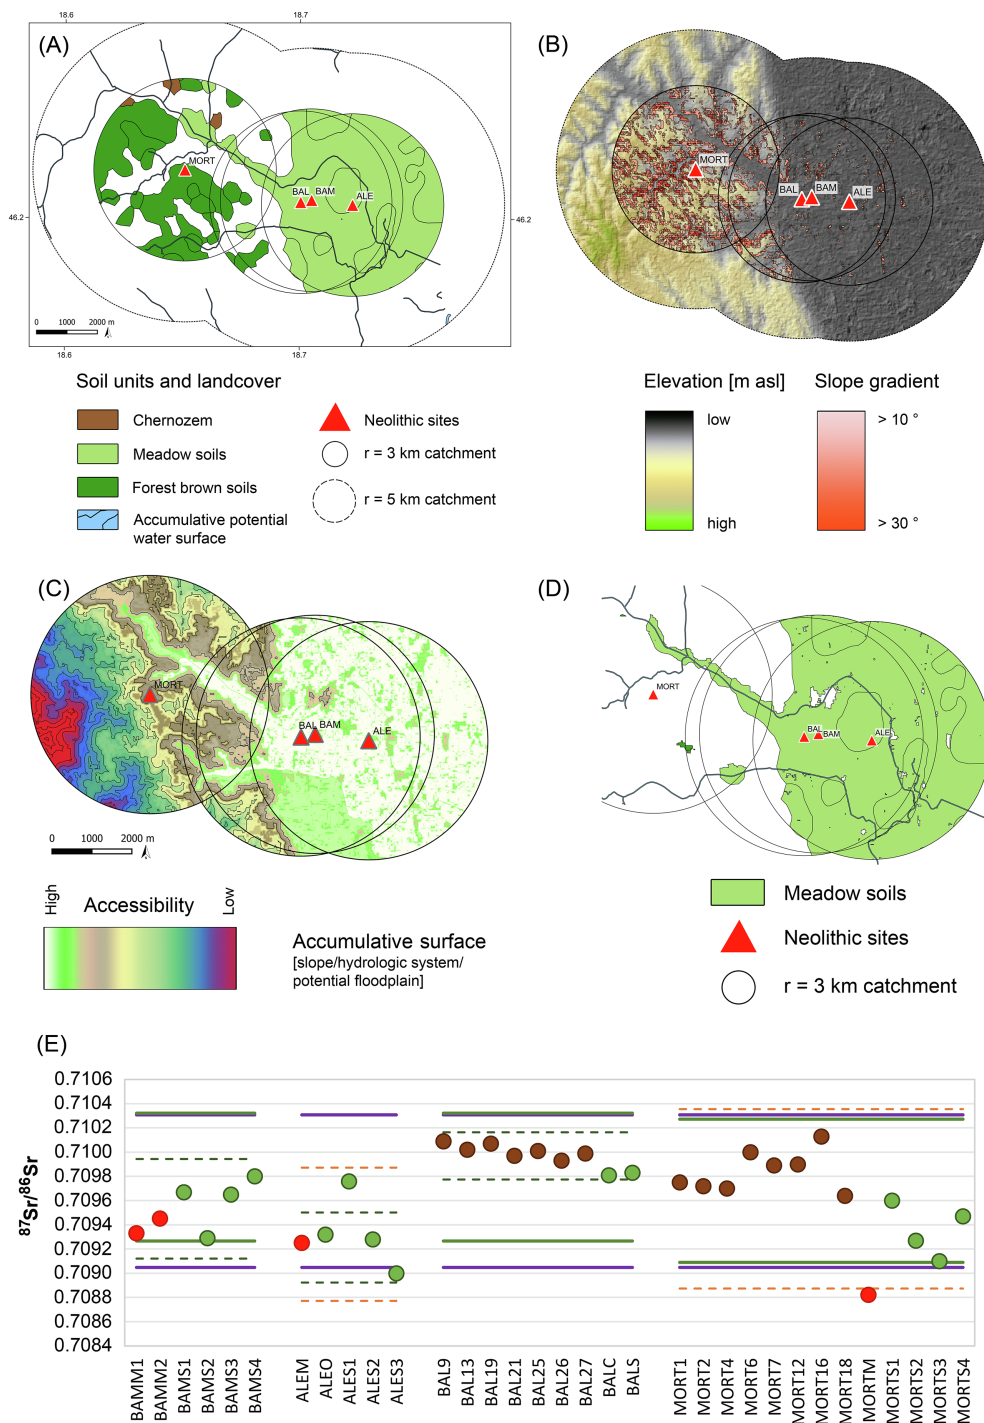 (A)
18.6
18.7
46.2
46.2
MORT
BAL
BAM
ALE
0 1000 2000 m
18.6
18.7
(B)
MORT
BAL
BAM
ALE
Soil units and landcover
Chernozem
Meadow soils
Forest brown soils
Accumulative potential
water surface
Neolithic sites
r = 3 km catchment
r = 5 km catchment
Elevation [m asl]
low
high
Slope gradient
> 10 °
> 30 °
(C)
MORT
BAL
BAM
ALE
0 1000 2000 m
High
Accessibility
Low
Accumulative surface
[slope/hydrologic system/
potential floodplain]
(D)
MORT
BAL
BAM
ALE
Meadow soils
Neolithic sites
r = 3 km catchment
(E)
87Sr/86Sr
0.7106
0.7104
0.7102
0.7100
0.7098
0.7096
0.7094
0.7092
0.7090
0.7088
0.7086
0.7084
BAMM1
BAMM2
BAMS1
BAMS2
BAMS3
BAMS4
ALEM
ALEO
ALES1
ALES2
ALES3
BAL9
BAL13
BAL19
BAL21
BAL25
BAL26
BAL27
BALC
BALS
MORT1
MORT2
MORT4
MORT6
MORT7
MORT12
MORT16
MORT18
MORTM
MORTS1
MORTS2
MORTS3
MORTS4